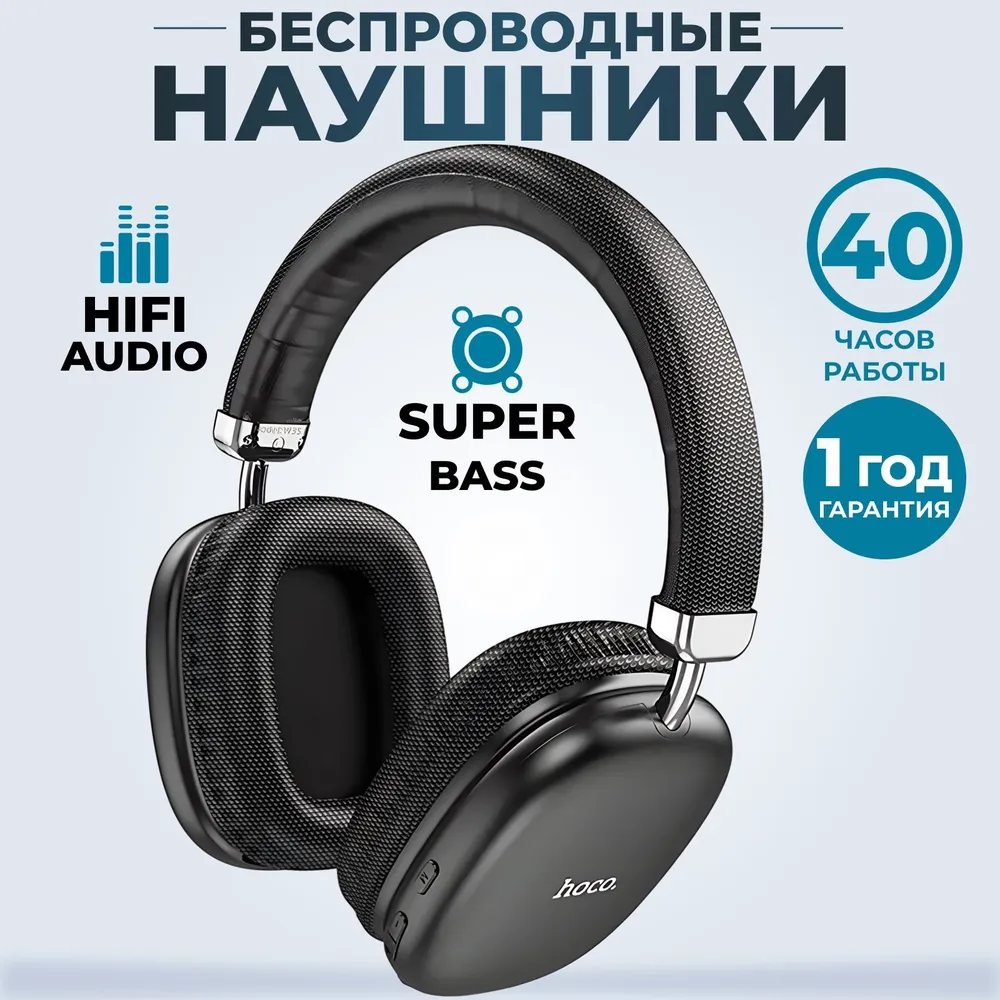 БЕСПРОВОДНЫЕ
НАУШНИКИ
HIFI
AUDIO
40
ЧАСОВ
РАБОТЫ
SUPER
BASS
1 ГОД
ГАРАНТИЯ
hoco.
M